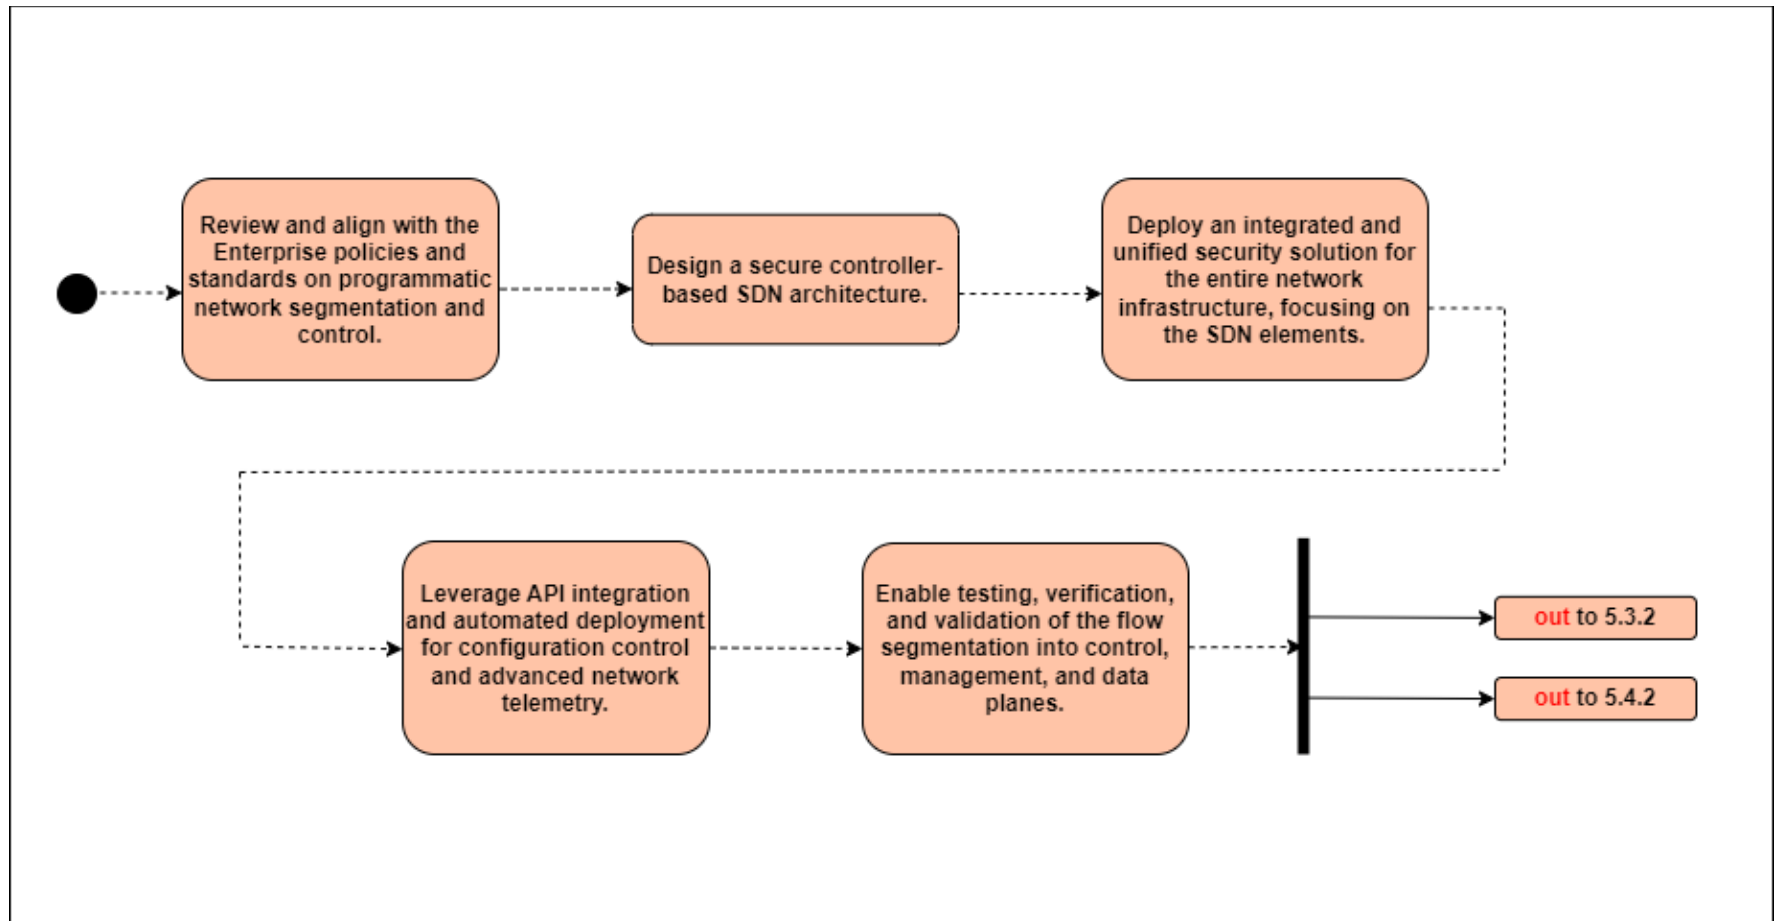 Review and align with the
Enterprise policies and
standards on programmatic
network segmentation and
control.
Design a secure controller-
based SDN architecture.
Deploy an integrated and
unified security solution for
the entire network
infrastructure, focusing on
the SDN elements.
Leverage API integration
and automated deployment
for configuration control
and advanced network
telemetry.
Enable testing, verification,
and validation of the flow
segmentation into control,
management, and data
planes.
out to 5.3.2
out to 5.4.2